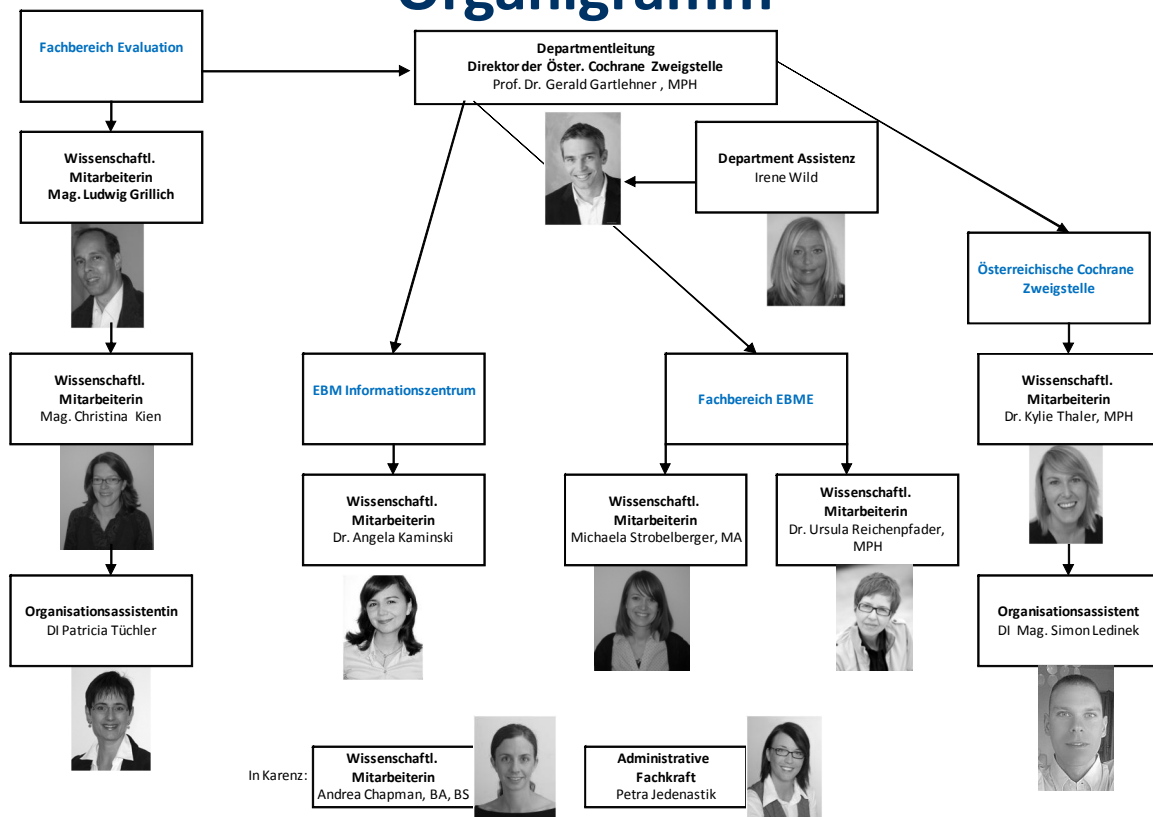 Organigramm
Fachbereich Evaluation
Departmentleitung
Direktor der Öster. Cochrane Zweigstelle
Prof. Dr. Gerald Gartlehner , MPH
Wissenschaftl.
Mitarbeiterin
Mag. Ludwig Grillich
Department Assistenz
Irene Wild
Österreichische Cochrane
Zweigstelle
Wissenschaftl.
Mitarbeiterin
Mag. Christina Kien
EBM Informationszentrum
Fachbereich EBME
Wissenschaftl.
Mitarbeiterin
Dr. Kylie Thaler, MPH
Wissenschaftl.
Mitarbeiterin
Dr. Angela Kaminski
Wissenschaftl.
Mitarbeiterin
Michaela Strobelberger, MA
Wissenschaftl.
Mitarbeiterin
Dr. Ursula Reichenpfader,
MPH
Organisationsassistentin
DI Patricia Tüchler
Organisationsassistent
DI Mag. Simon Ledinek
In Karenz:
Wissenschaftl.
Mitarbeiterin
Andrea Chapman, BA, BS
Administrative
Fachkraft
Petra Jedenastik